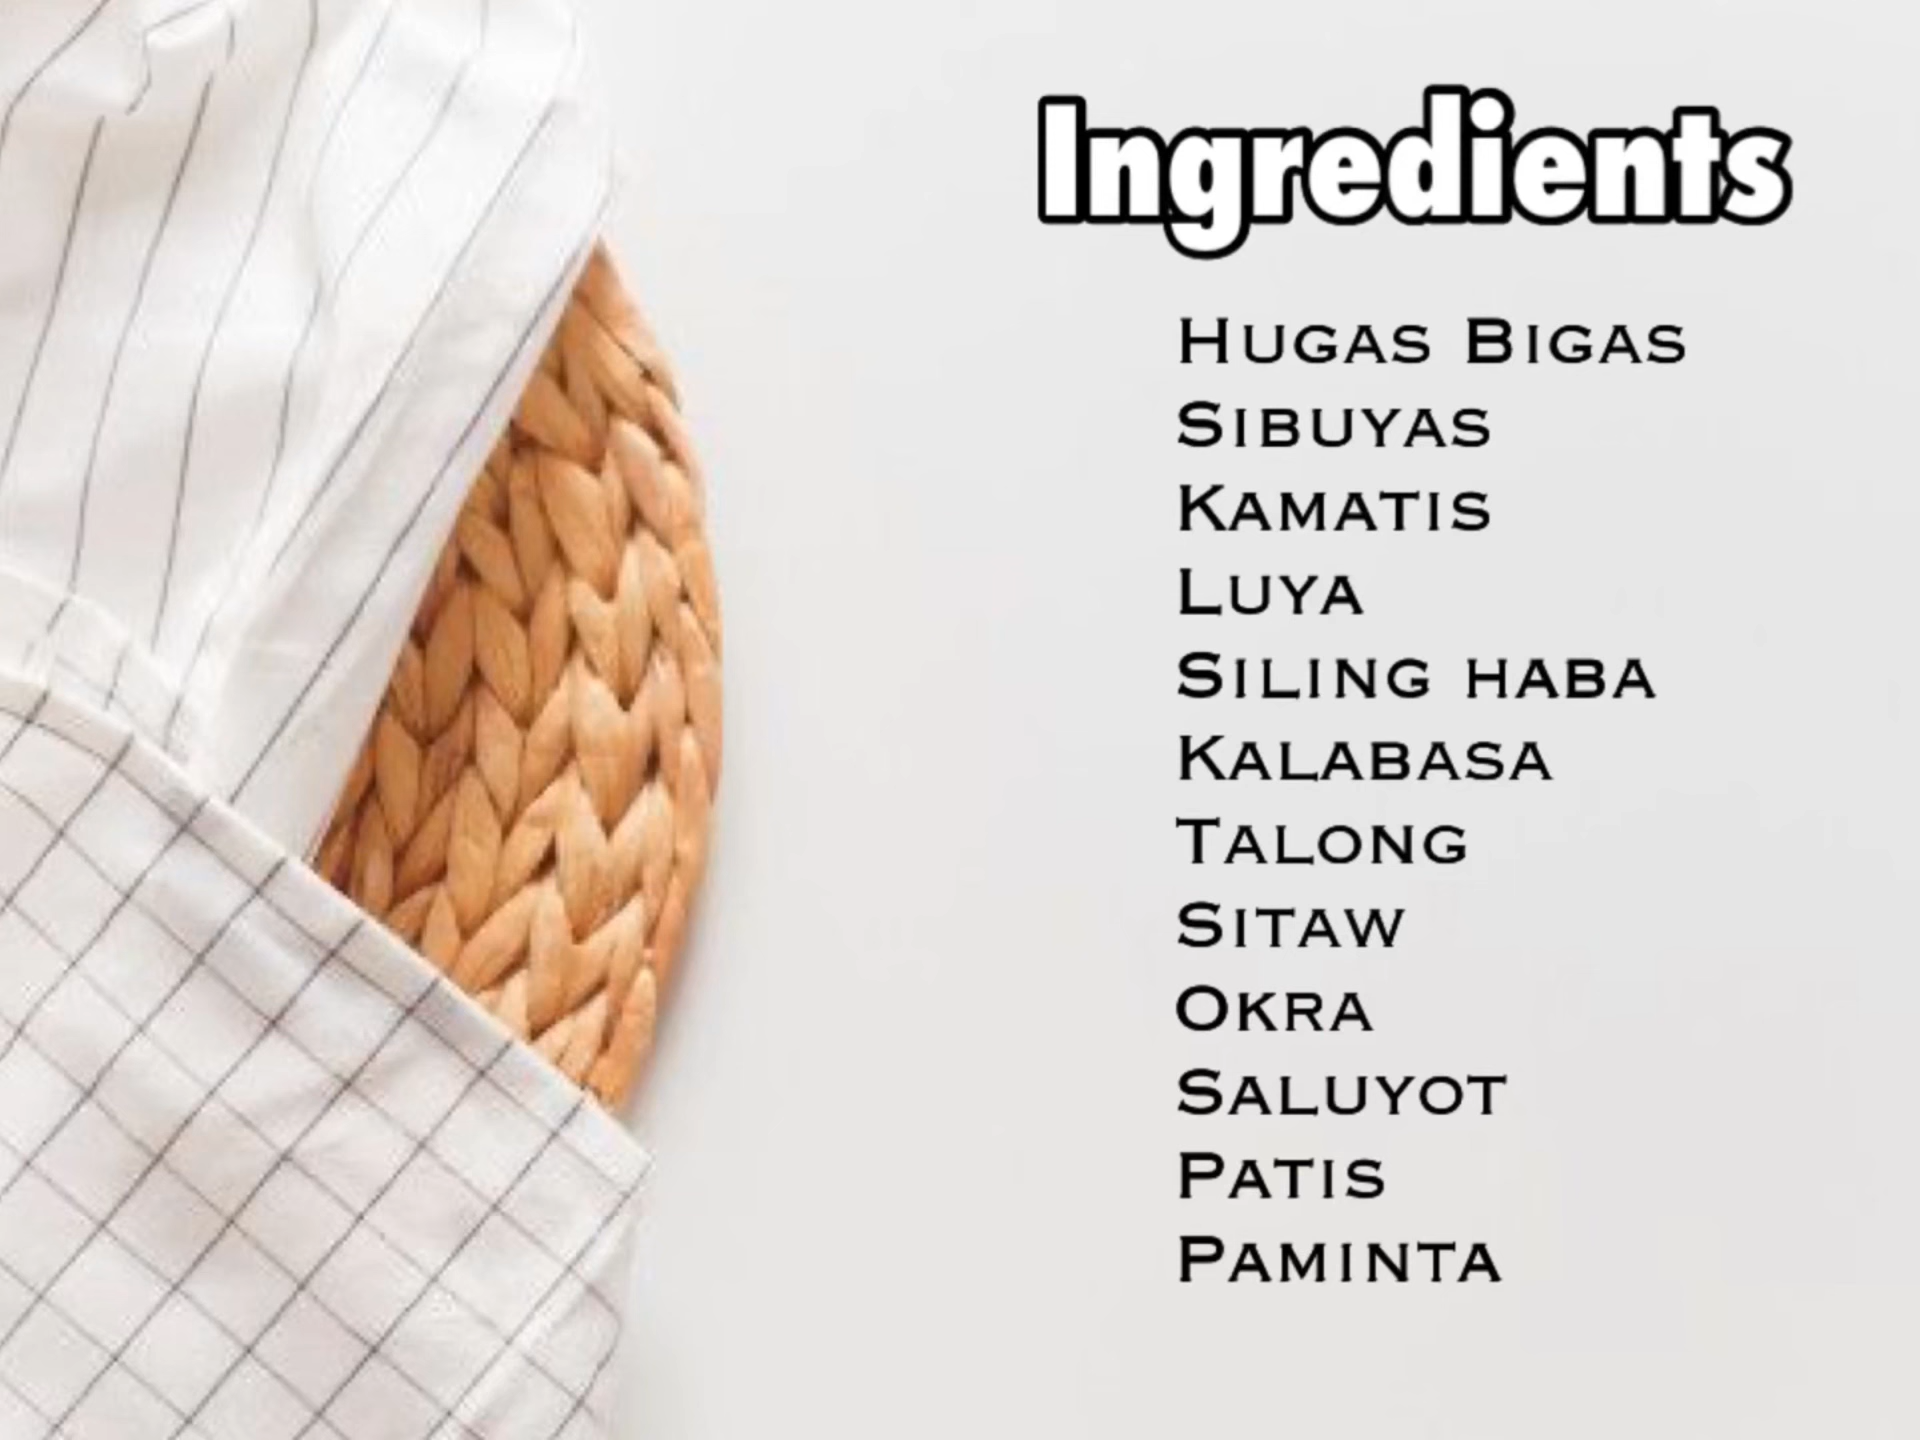 Ingredients
Hugas Bigas
Sibuyas
Kamatis
Luya
Siling haba
Kalabasa
Talong
Sitaw
Okra
Saluyot
Patis
Paminta